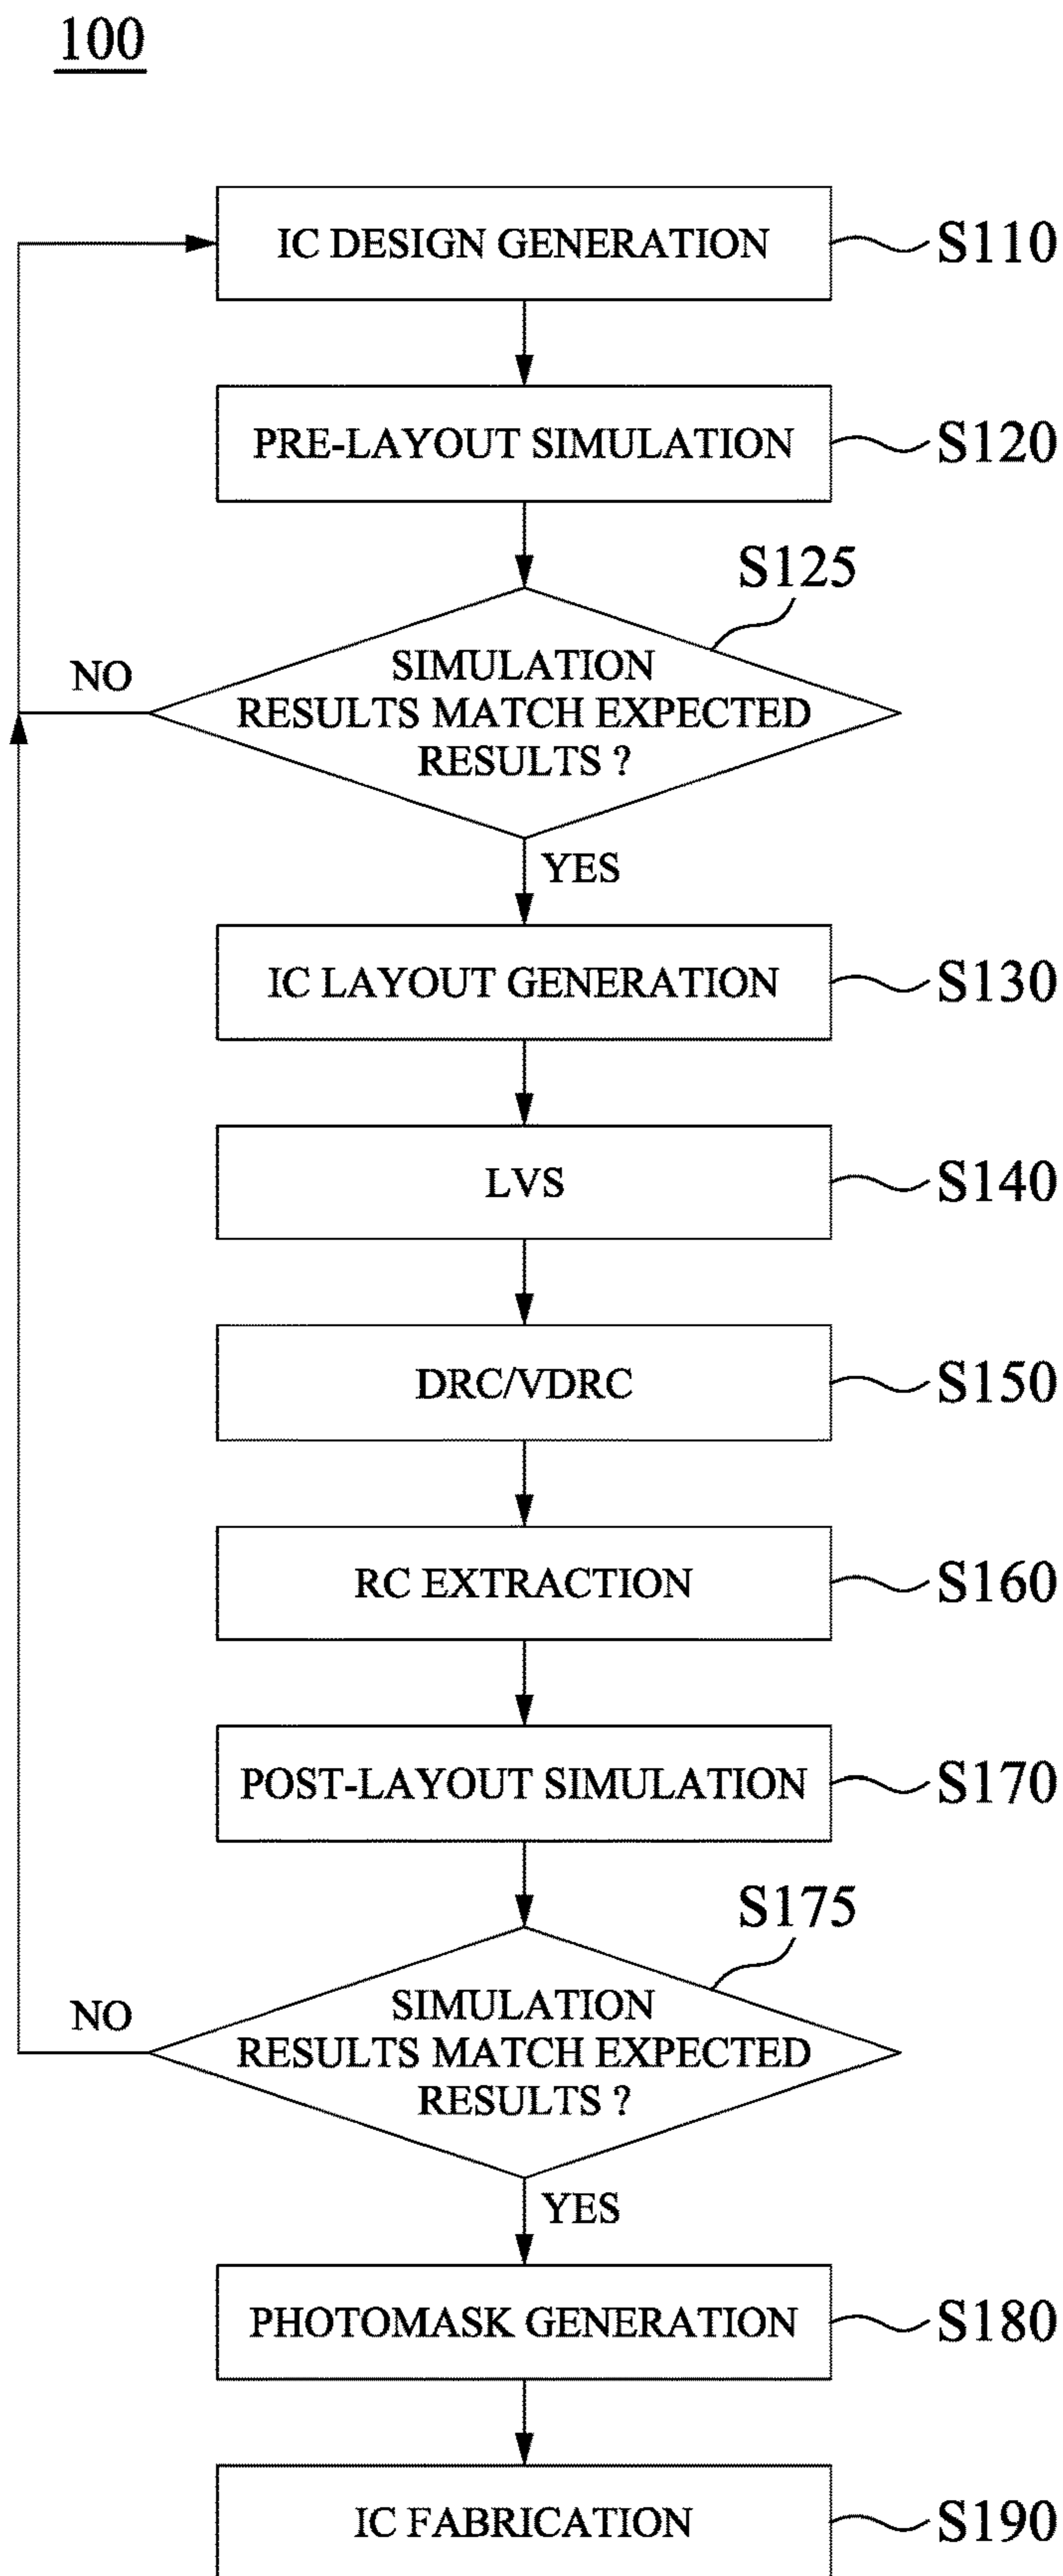 100
IC DESIGN GENERATION
S110
PRE-LAYOUT SIMULATION
S120
S125
SIMULATION
RESULTS MATCH EXPECTED
RESULTS ?
NO
YES
IC LAYOUT GENERATION
S130
LVS
S140
DRC/VDRC
S150
RC EXTRACTION
S160
POST-LAYOUT SIMULATION
S170
S175
SIMULATION
RESULTS MATCH EXPECTED
RESULTS ?
NO
YES
PHOTOMASK GENERATION
S180
IC FABRICATION
S190